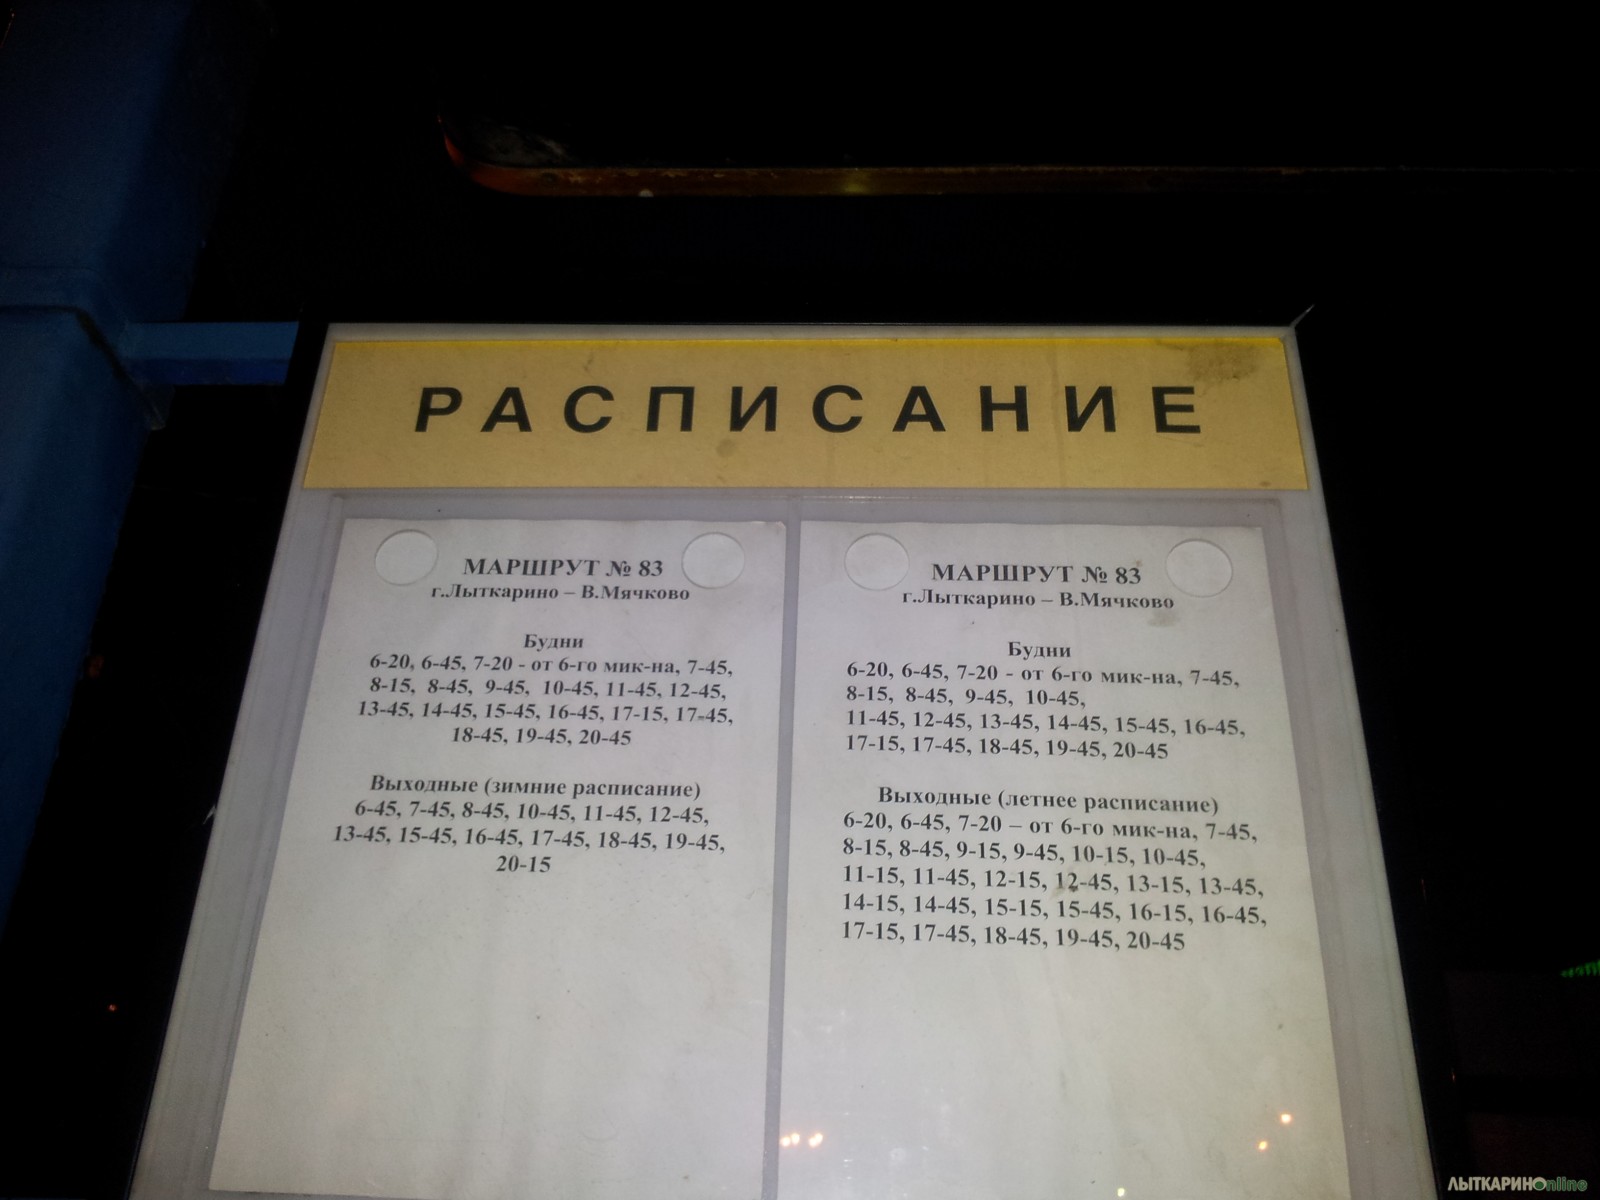 РАСПИСАНИЕ
МАРШРУТ № 83
г.Лыткарино – В.Мячково
Будни
6-20, 6-45, 7-20 - от 6-го мик-на, 7-45,
8-15, 8-45, 9-45, 10-45, 11-45, 12-45,
13-45, 14-45, 15-45, 16-45, 17-15, 17-45,
18-45, 19-45, 20-45
Выходные (зимние расписание)
6-45, 7-45, 8-45, 10-45, 11-45, 12-45,
13-45, 15-45, 16-45, 17-45, 18-45, 19-45,
20-15
МАРШРУТ № 83
г.Лыткарино – В.Мячково
Будни
6-20, 6-45, 7-20 - от 6-го мик-на, 7-45,
8-15, 8-45, 9-45, 10-45,
11-45, 12-45, 13-45, 14-45, 15-45, 16-45,
17-15, 17-45, 18-45, 19-45, 20-45
Выходные (летнее расписание)
6-20, 6-45, 7-20 – от 6-го мик-на, 7-45,
8-15, 8-45, 9-15, 9-45, 10-15, 10-45,
11-15, 11-45, 12-15, 12-45, 13-15, 13-45,
14-15, 14-45, 15-15, 15-45, 16-15, 16-45,
17-15, 17-45, 18-45, 19-45, 20-45
ЛЫТКАРИНОonline